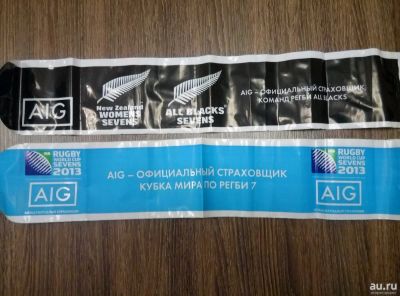 AIG
New Zealand
WOMENS
SEVENS
ALL BLACKS
SEVENS
AIG – ОФИЦИАЛЬНЫЙ СТРАХОВЩИК
КОМАНД РЕГБИ ALL BLACKS
RUGBY
WORLD CUP
SEVENS
2013
AIG
AIG – ОФИЦИАЛЬНЫЙ СТРАХОВЩИК
КУБКА МИРА ПО РЕГБИ 7
RUGBY
WORLD CUP
SEVENS
2013
AIG
au.ru